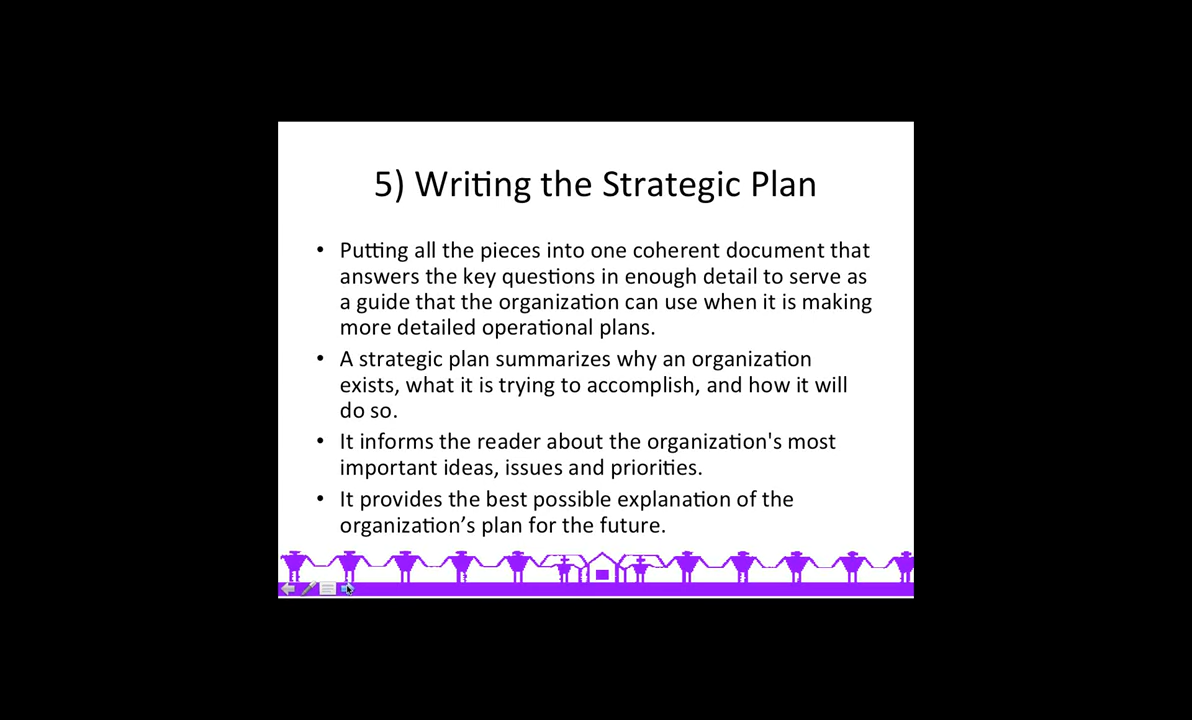 5) Writing the Strategic Plan
• Putting all the pieces into one coherent document that
answers the key questions in enough detail to serve as
a guide that the organization can use when it is making
more detailed operational plans.
• A strategic plan summarizes why an organization
exists, what it is trying to accomplish, and how it will
do so.
• It informs the reader about the organization's most
important ideas, issues and priorities.
• It provides the best possible explanation of the
organization’s plan for the future.